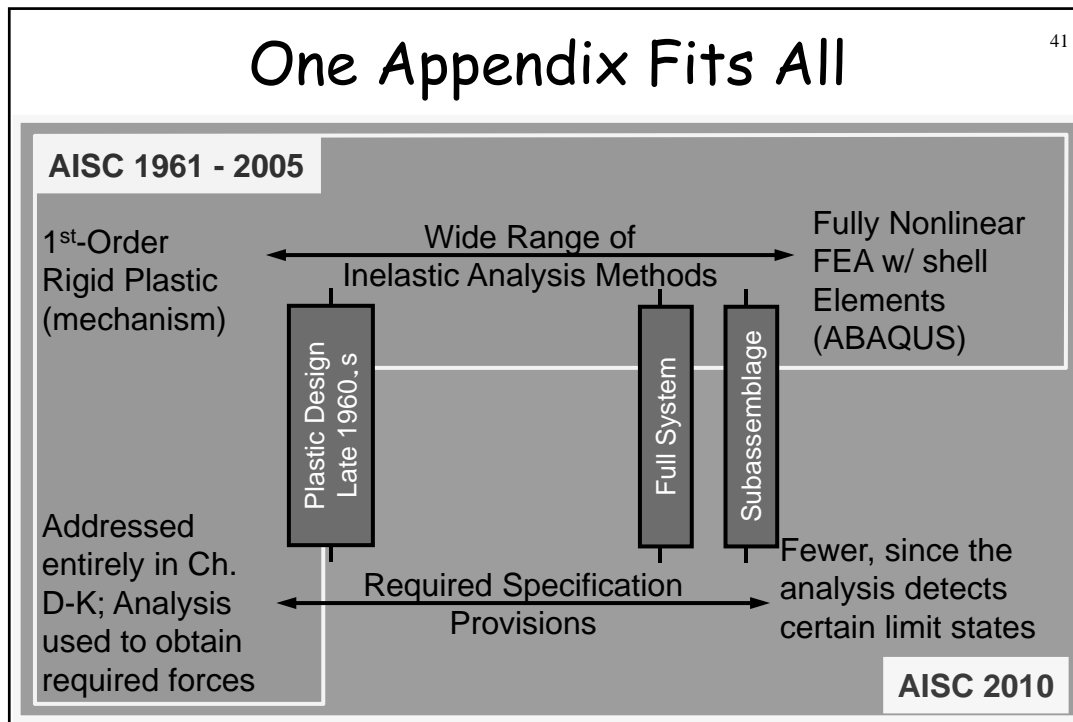 One Appendix Fits All
41
AISC 1961 - 2005
1st-Order
Rigid Plastic
(mechanism)
Wide Range of
Inelastic Analysis Methods
Fully Nonlinear
FEA w/ shell
Elements
(ABAQUS)
Plastic Design
Late 1960,s
Full System
Subassemblage
Addressed
entirely in Ch.
D-K; Analysis
used to obtain
required forces
Required Specification
Provisions
Fewer, since the
analysis detects
certain limit states
AISC 2010